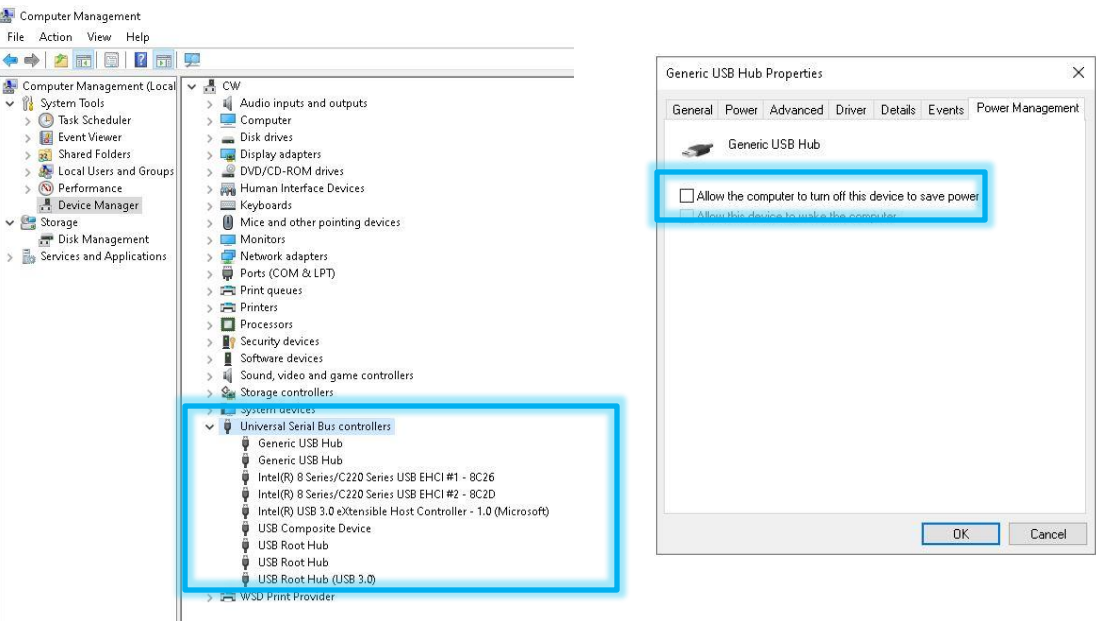 Computer Management
File Action View Help
Computer Management (Local
System Tools
Task Scheduler
Event Viewer
Shared Folders
Local Users and Groups
Performance
Device Manager
Storage
Disk Management
Services and Applications
CW
Audio inputs and outputs
Computer
Disk drives
Display adapters
DVD/CD-ROM drives
Human Interface Devices
Keyboards
Mice and other pointing devices
Monitors
Network adapters
Ports (COM & LPT)
Print queues
Printers
Processors
Security devices
Software devices
Sound, video and game controllers
Storage controllers
System devices
Universal Serial Bus controllers
Generic USB Hub
Generic USB Hub
Intel(R) 8 Series/C220 Series USB EHCI #1 - 8C26
Intel(R) 8 Series/C220 Series USB EHCI #2 - 8C2D
Intel(R) USB 3.0 eXtensible Host Controller - 1.0 (Microsoft)
USB Composite Device
USB Root Hub
USB Root Hub
USB Root Hub (USB 3.0)
WSD Print Provider
Generic USB Hub Properties
General Power Advanced Driver Details Events Power Management
Generic USB Hub
Allow the computer to turn off this device to save power
Allow this device to wake the computer
OK Cancel